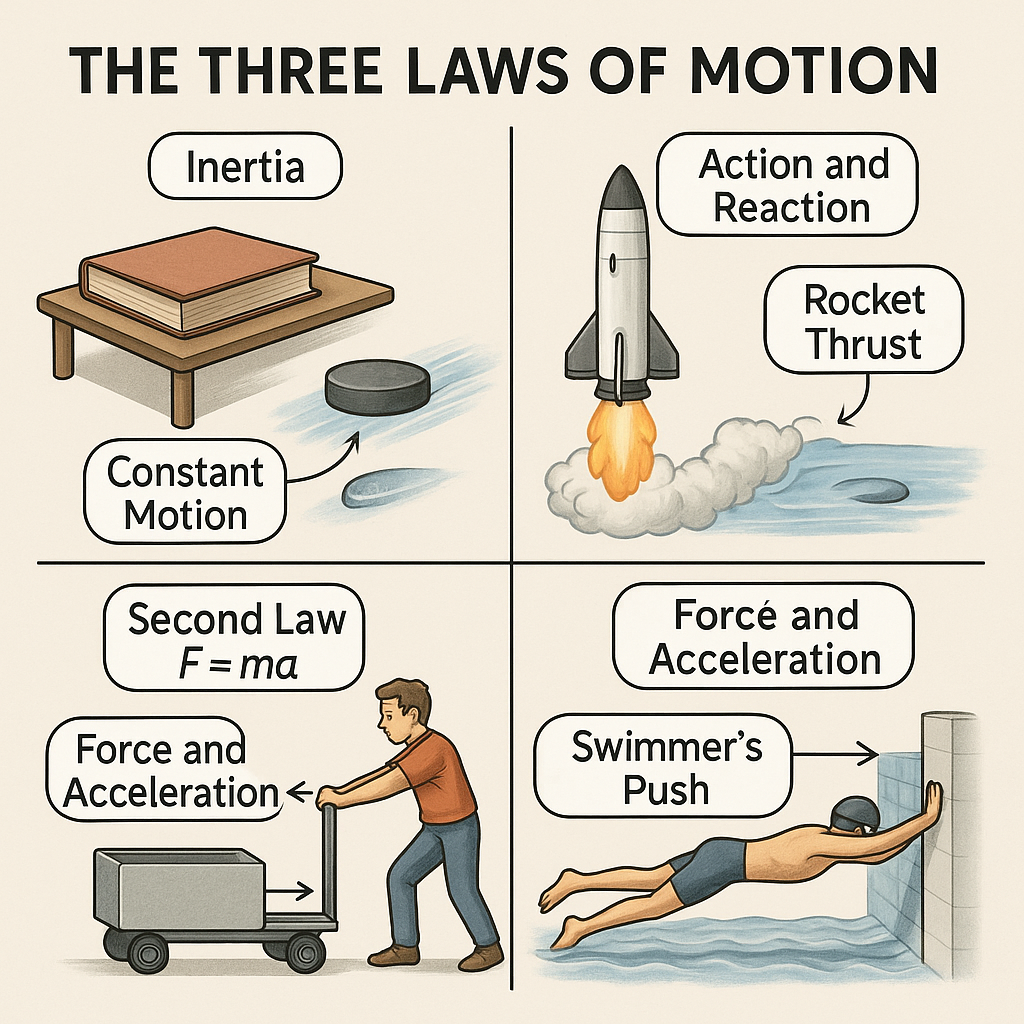 THE THREE LAWS OF MOTION
Inertia
Constant
Motion
Action and
Reaction
Rocket
Thrust
Second Law
F = ma
Force and
Acceleration
Forcé and
Acceleration
Swimmer's
Push